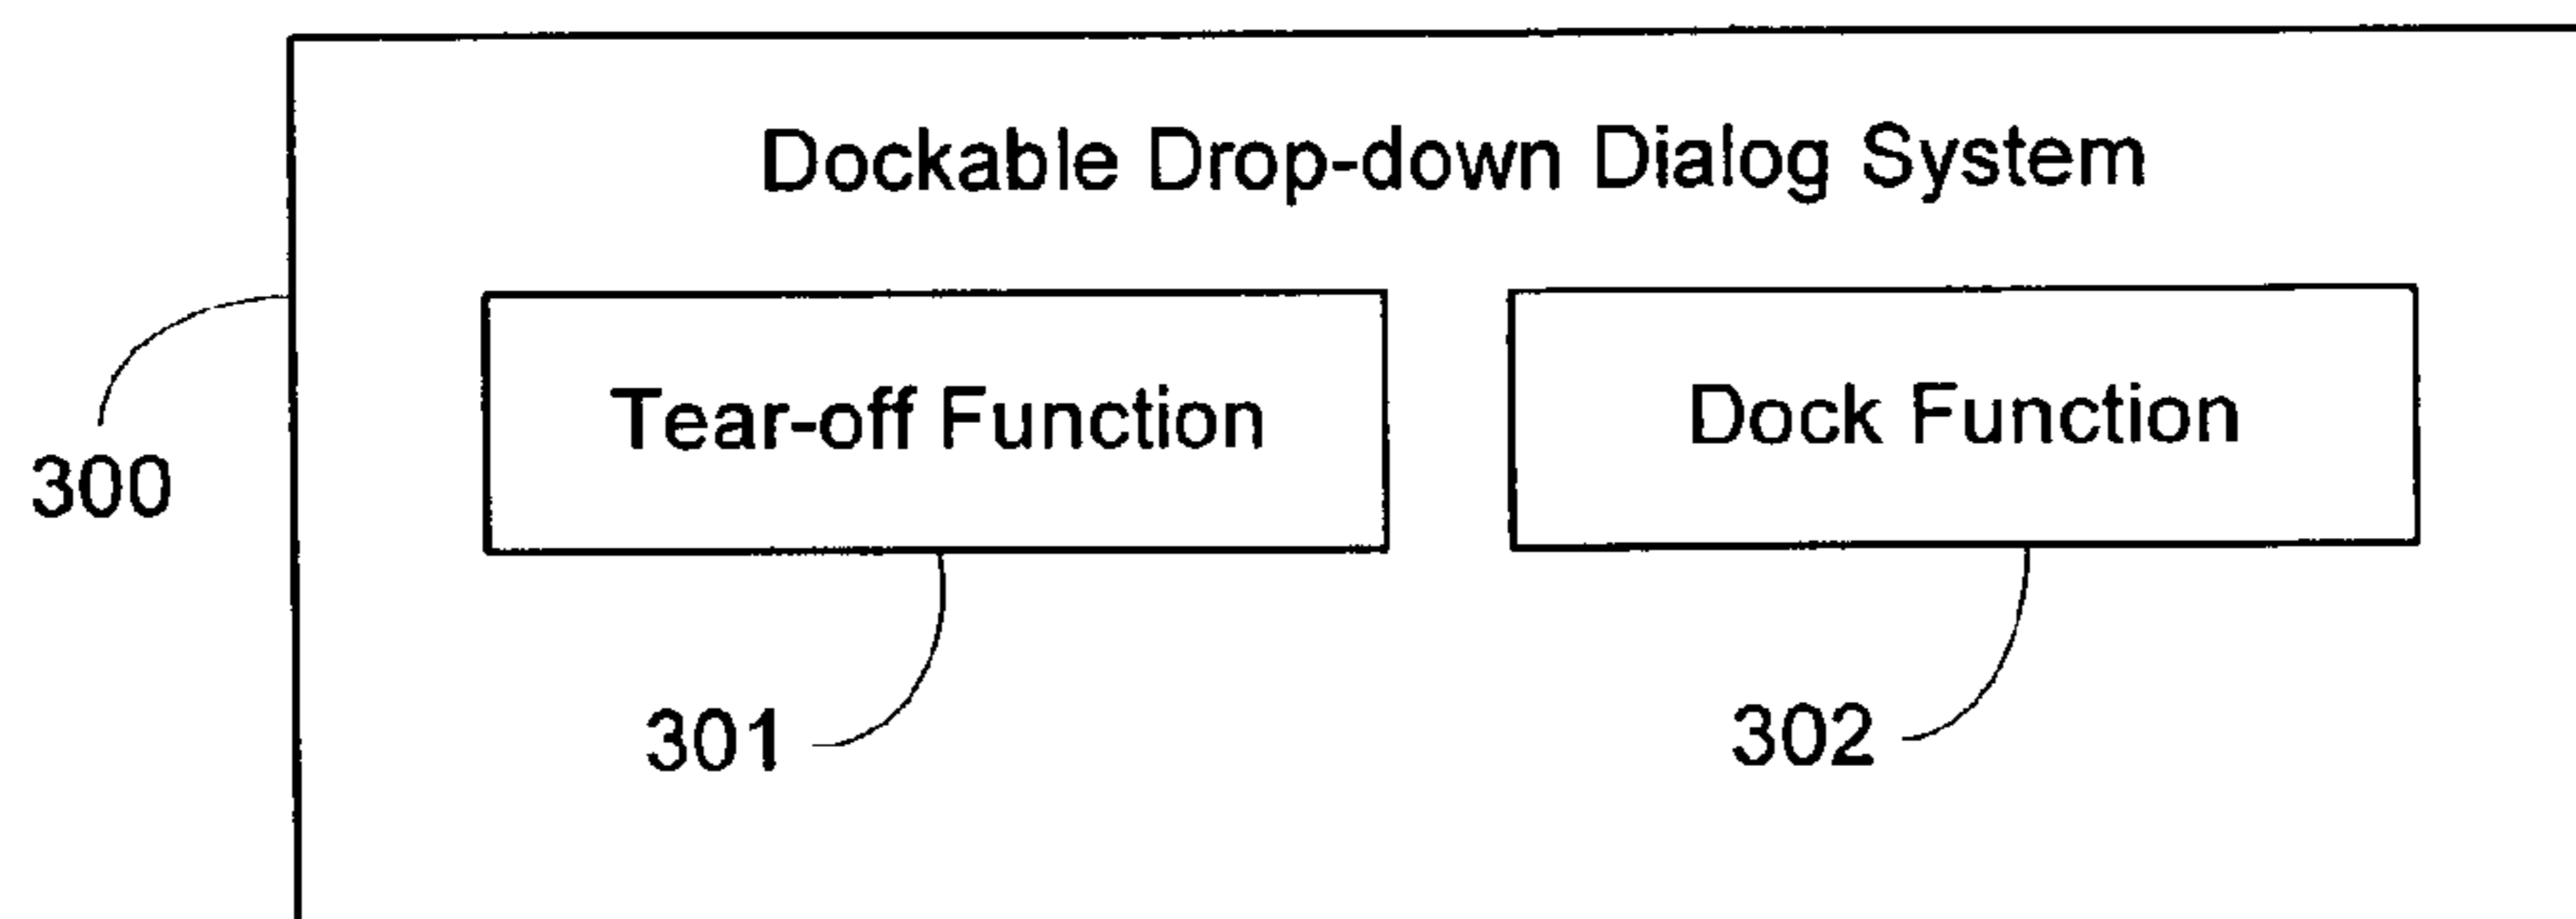 Dockable Drop-down Dialog System
Tear-off Function
Dock Function
300
301
302